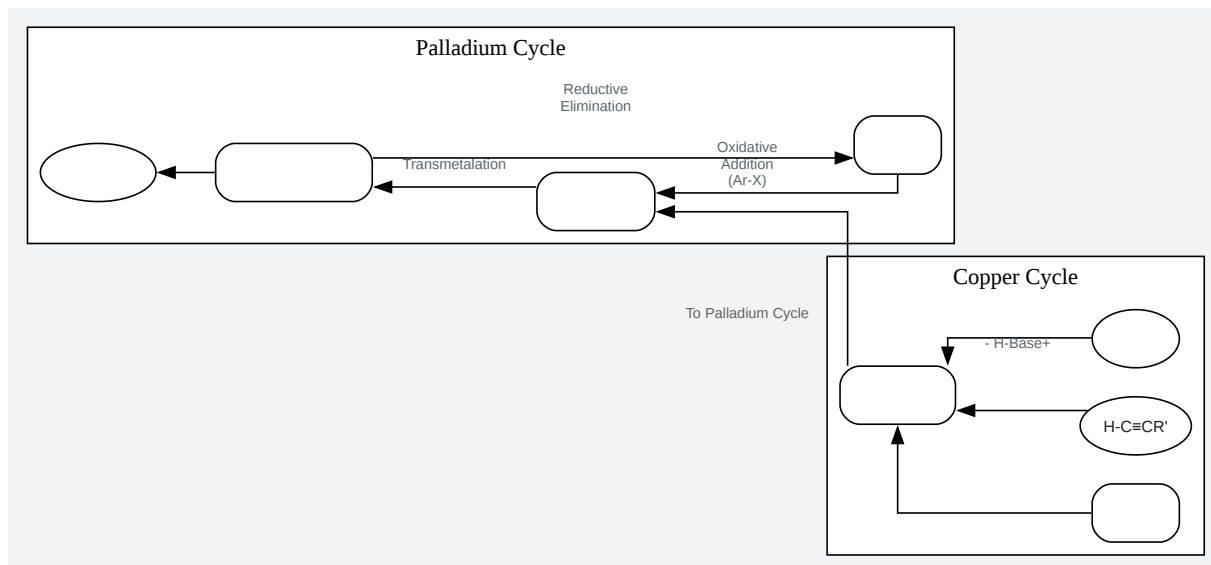 Palladium Cycle
Reductive
Elimination
Oxidative
Addition
(Ar-X)
Transmetalation
Copper Cycle
To Palladium Cycle
- H-Base+
H-C≡CR'